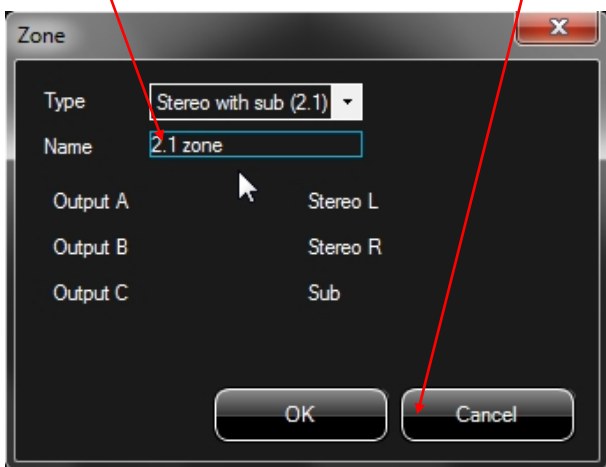 Zone
Type Stereo with sub (2.1)
Name 2.1 zone
Output A Stereo L
Output B Stereo R
Output C Sub
OK Cancel